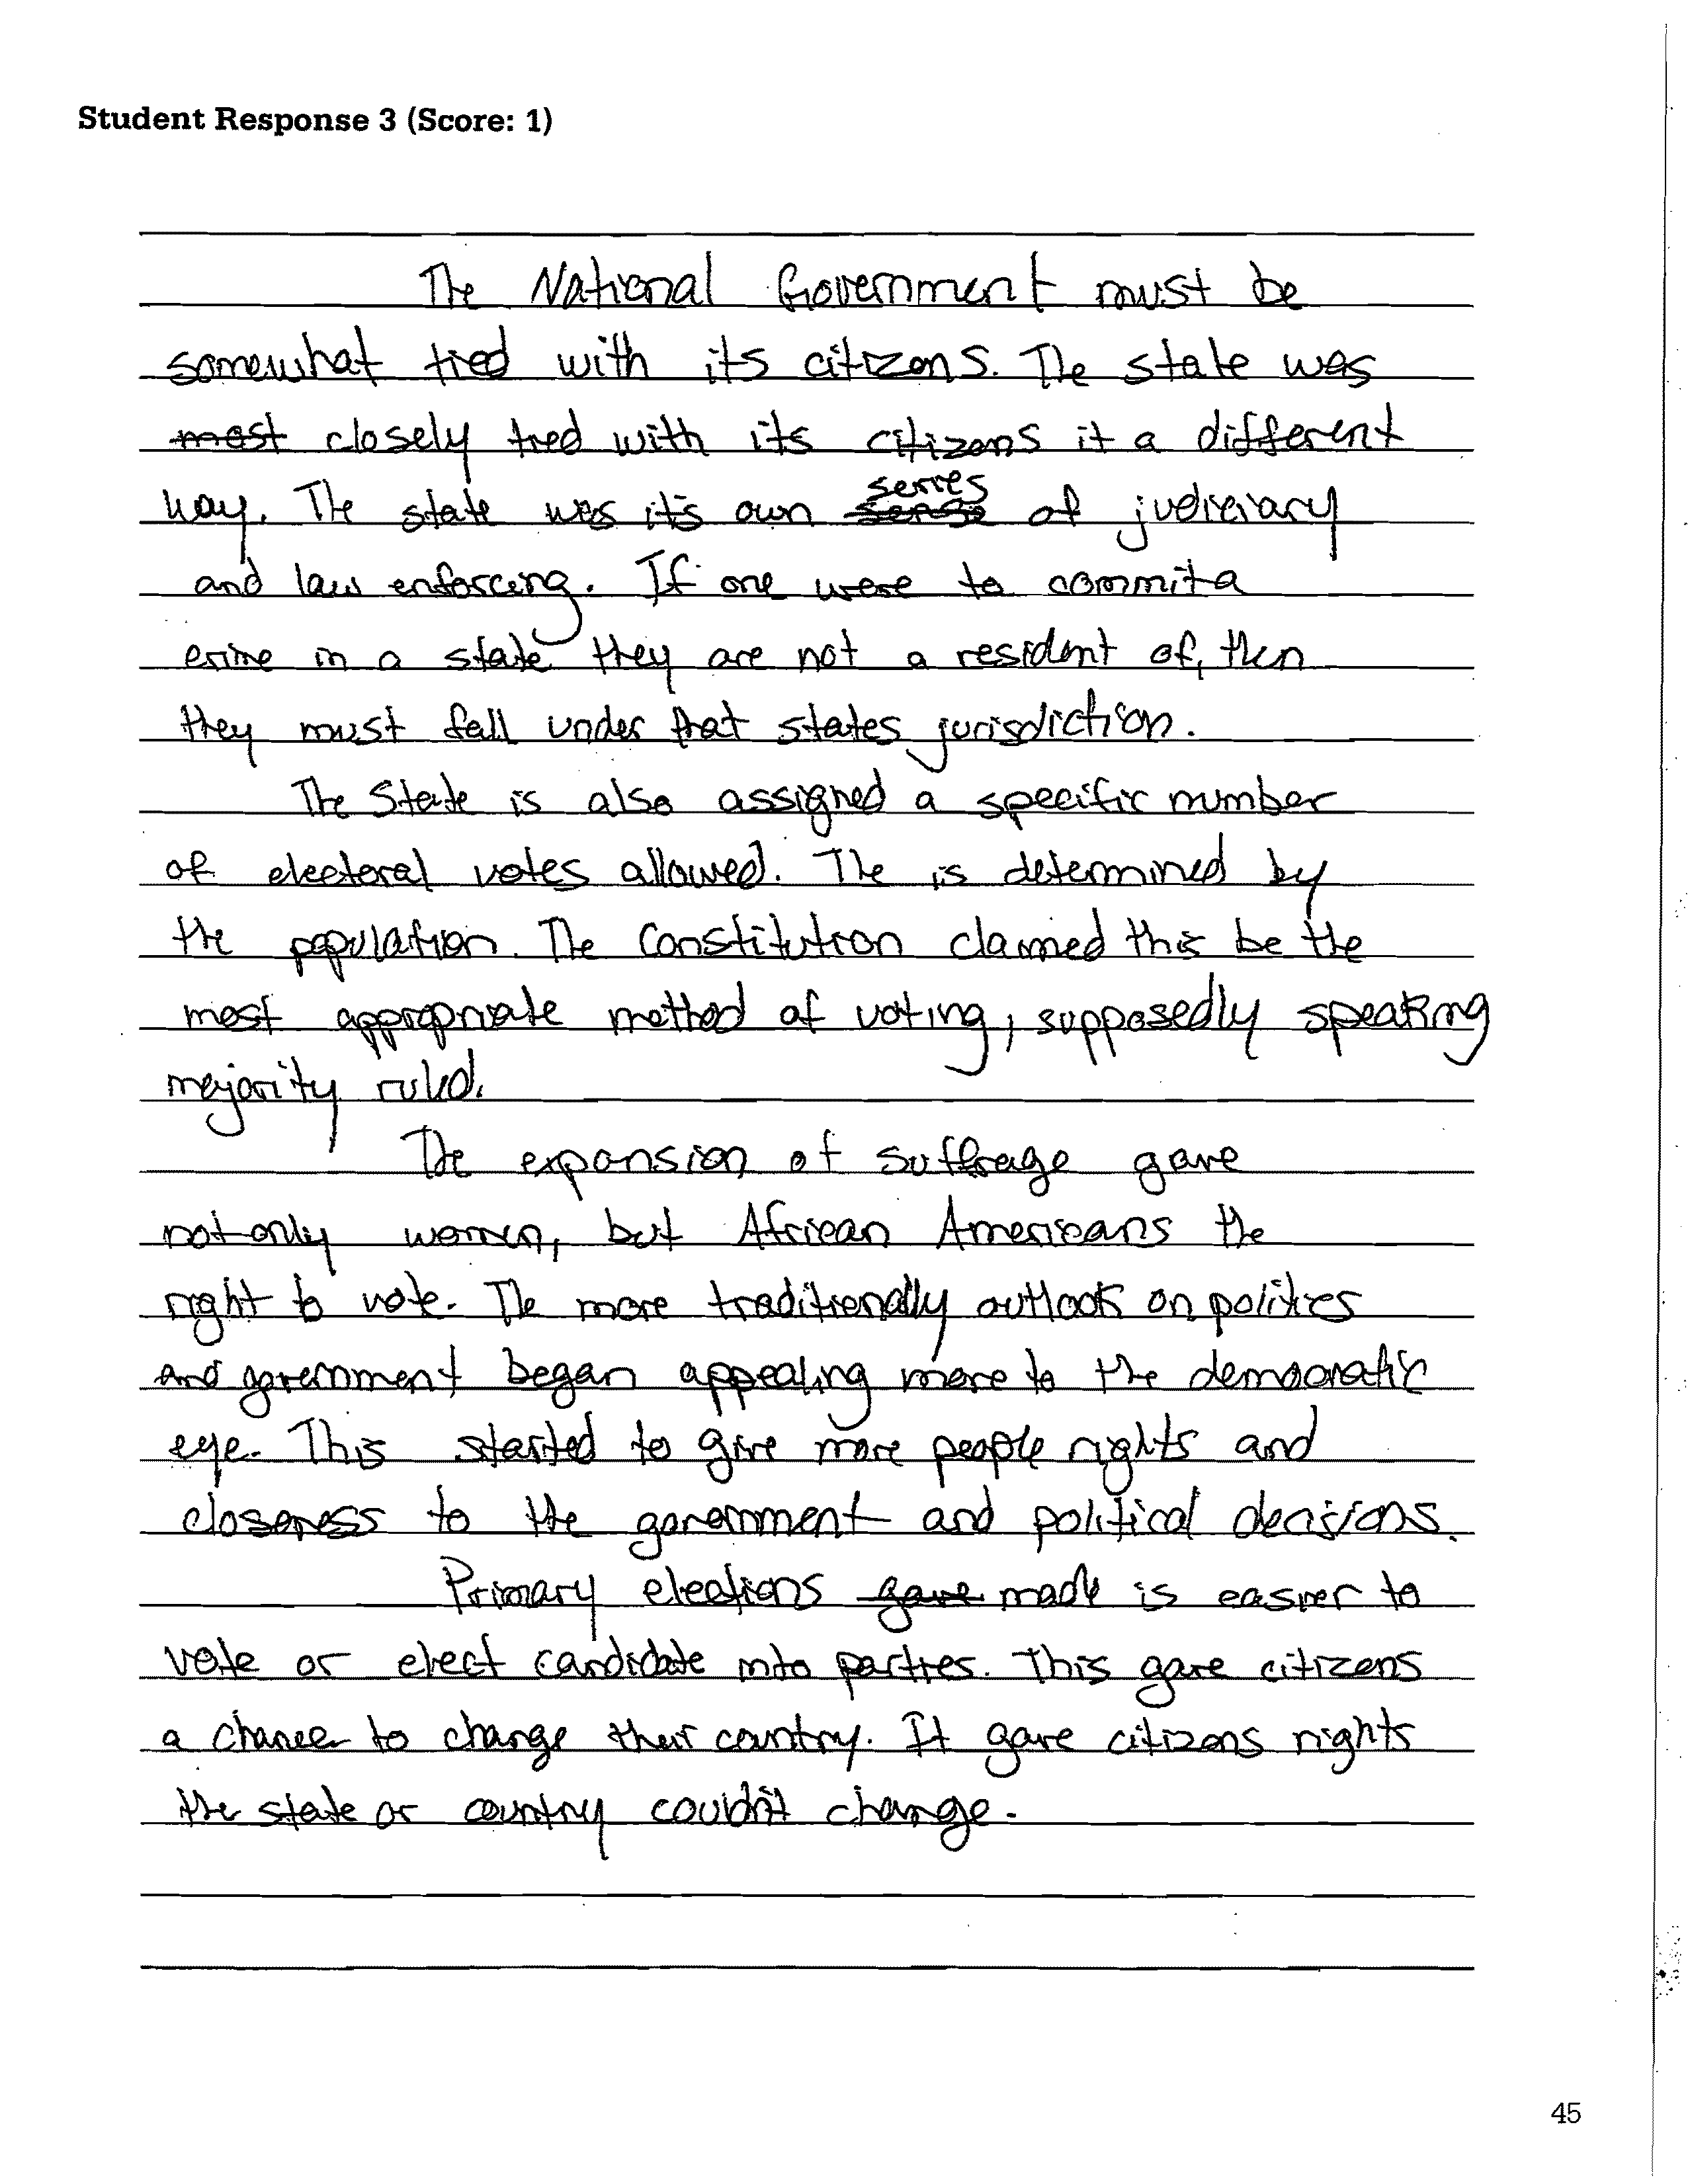 Student Response 3 (Score: 1)
The National Government must be
somewhat tied with its citizens. The state was
most closely tied with its citizens it a different
way. The state was it's own series
sense of judiciary
and law enforcing. If one were to commit a
crime in a state they are not a resident of, then
they must fall under that states jurisdiction.
The State is also assigned a specific number
of electoral votes allowed. The is determined by
the population. The Constitution claimed this be the
most appropriate method of voting, supposedly speaking
majority ruled.
The expansion of suffrage gave
not only women, but African Americans the
right to vote. The more traditionally outlook on politics
and government began appealing more to the democratic
eye. This started to give more people rights and
closeness to the government and political decisions.
Primary elections gave made is easier to
vote or elect candidate into parties. This gave citizens
a chance to change their country. It gave citizens rights
the state or country couldn't change.
45